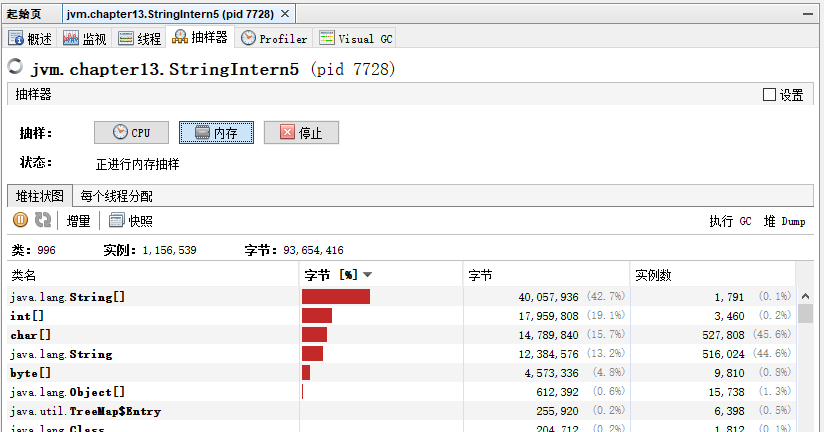 起始页 jvm.chapter13.StringIntern5 (pid 7728)
概述 监视 线程 抽样器 Profiler Visual GC
jvm.chapter13.StringIntern5 (pid 7728)
抽样器 设置
抽样： CPU 内存 停止
状态： 正进行内存抽样
堆柱状图 每个线程分配
增量 快照 执行 GC 堆 Dump
类：996 实例：1,156,539 字节：93,654,416
类名 字节 [%] 字节 实例数
java.lang.String[] 40,057,936 (42.7%) 1,791 (0.1%)
int[] 17,959,808 (19.1%) 3,460 (0.2%)
char[] 14,789,840 (15.7%) 527,808 (45.6%)
java.lang.String 12,384,576 (13.2%) 516,024 (44.6%)
byte[] 4,573,336 (4.8%) 9,810 (0.8%)
java.lang.Object[] 612,392 (0.6%) 15,738 (1.3%)
java.util.TreeMap$Entry 255,920 (0.2%) 6,398 (0.5%)
java.lang.Class 204,712 (0.2%) 1,812 (0.1%)